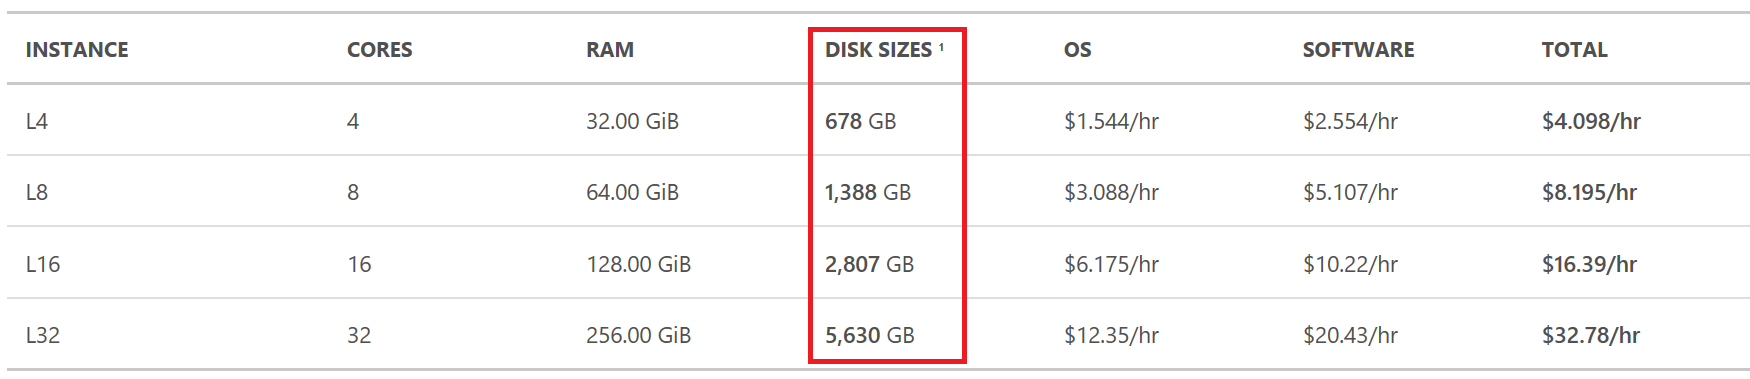 INSTANCE CORES RAM DISK SIZES ¹ OS SOFTWARE TOTAL
L4 4 32.00 GiB 678 GB $1.544/hr $2.554/hr $4.098/hr
L8 8 64.00 GiB 1,388 GB $3.088/hr $5.107/hr $8.195/hr
L16 16 128.00 GiB 2,807 GB $6.175/hr $10.22/hr $16.39/hr
L32 32 256.00 GiB 5,630 GB $12.35/hr $20.43/hr $32.78/hr